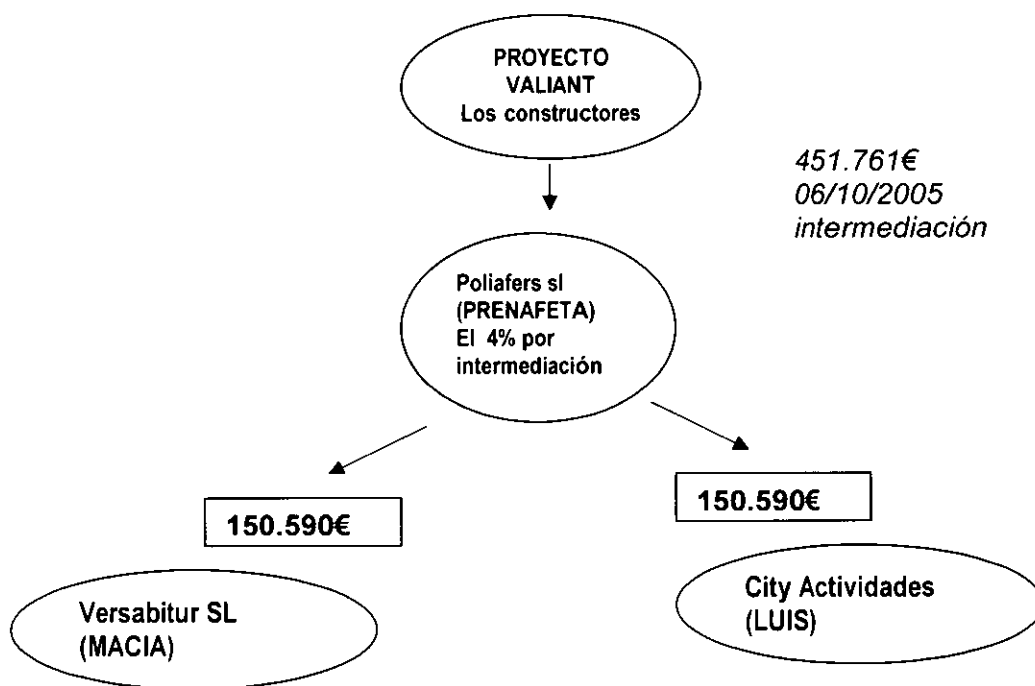 PROYECTO
VALIANT
Los constructores
451.761€
06/10/2005
intermediación
Poliafers sl
(PRENAFETA)
El 4% por
intermediación
150.590€
150.590€
Versabitur SL
(MACIA)
City Actividades
(LUIS)